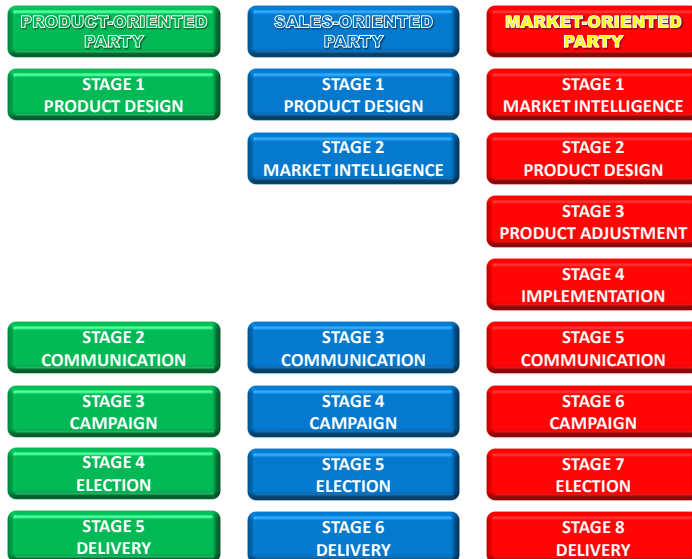 PRODUCT-ORIENTED
PARTY
STAGE 1
PRODUCT DESIGN
STAGE 2
COMMUNICATION
STAGE 3
CAMPAIGN
STAGE 4
ELECTION
STAGE 5
DELIVERY
SALES-ORIENTED
PARTY
STAGE 1
PRODUCT DESIGN
STAGE 2
MARKET INTELLIGENCE
STAGE 3
COMMUNICATION
STAGE 4
CAMPAIGN
STAGE 5
ELECTION
STAGE 6
DELIVERY
MARKET-ORIENTED
PARTY
STAGE 1
MARKET INTELLIGENCE
STAGE 2
PRODUCT DESIGN
STAGE 3
PRODUCT ADJUSTMENT
STAGE 4
IMPLEMENTATION
STAGE 5
COMMUNICATION
STAGE 6
CAMPAIGN
STAGE 7
ELECTION
STAGE 8
DELIVERY